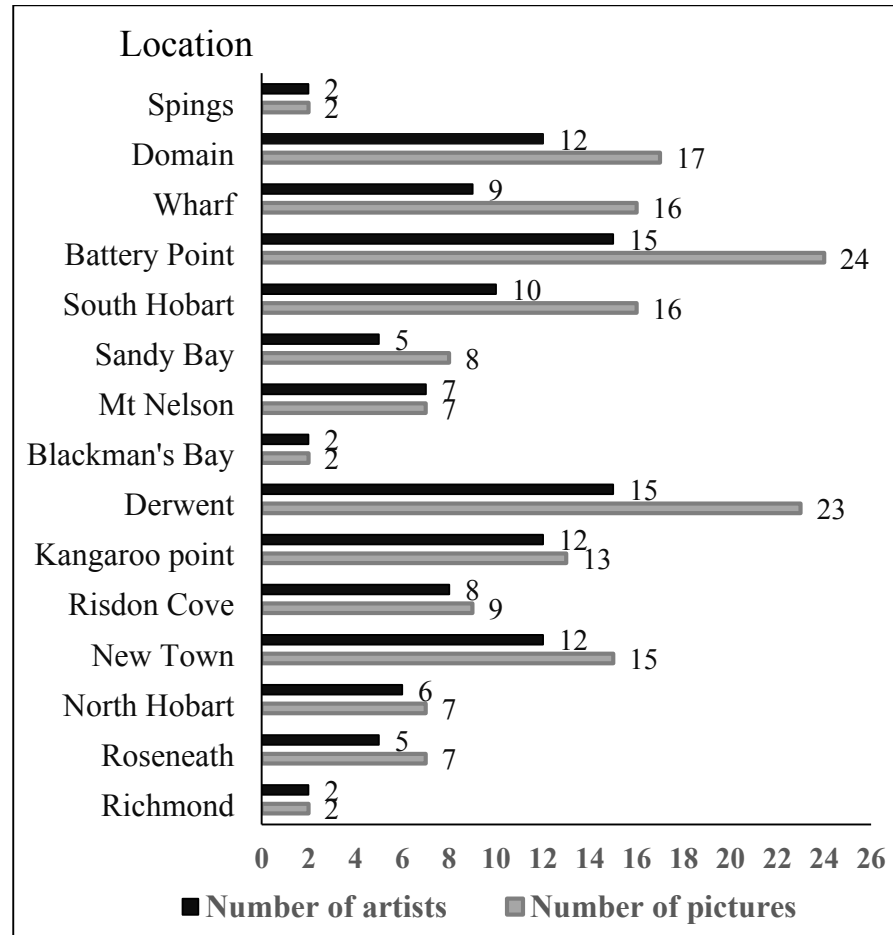 Location
Spings 2
2
Domain 12
17
Wharf 9
16
Battery Point 15
24
South Hobart 10
16
Sandy Bay 5
8
Mt Nelson 7
7
Blackman's Bay 2
2
Derwent 15
23
Kangaroo point 12
13
Risdon Cove 8
9
New Town 12
15
North Hobart 6
7
Roseneath 5
7
Richmond 2
2
0 2 4 6 8 10 12 14 16 18 20 22 24 26
Number of artists Number of pictures